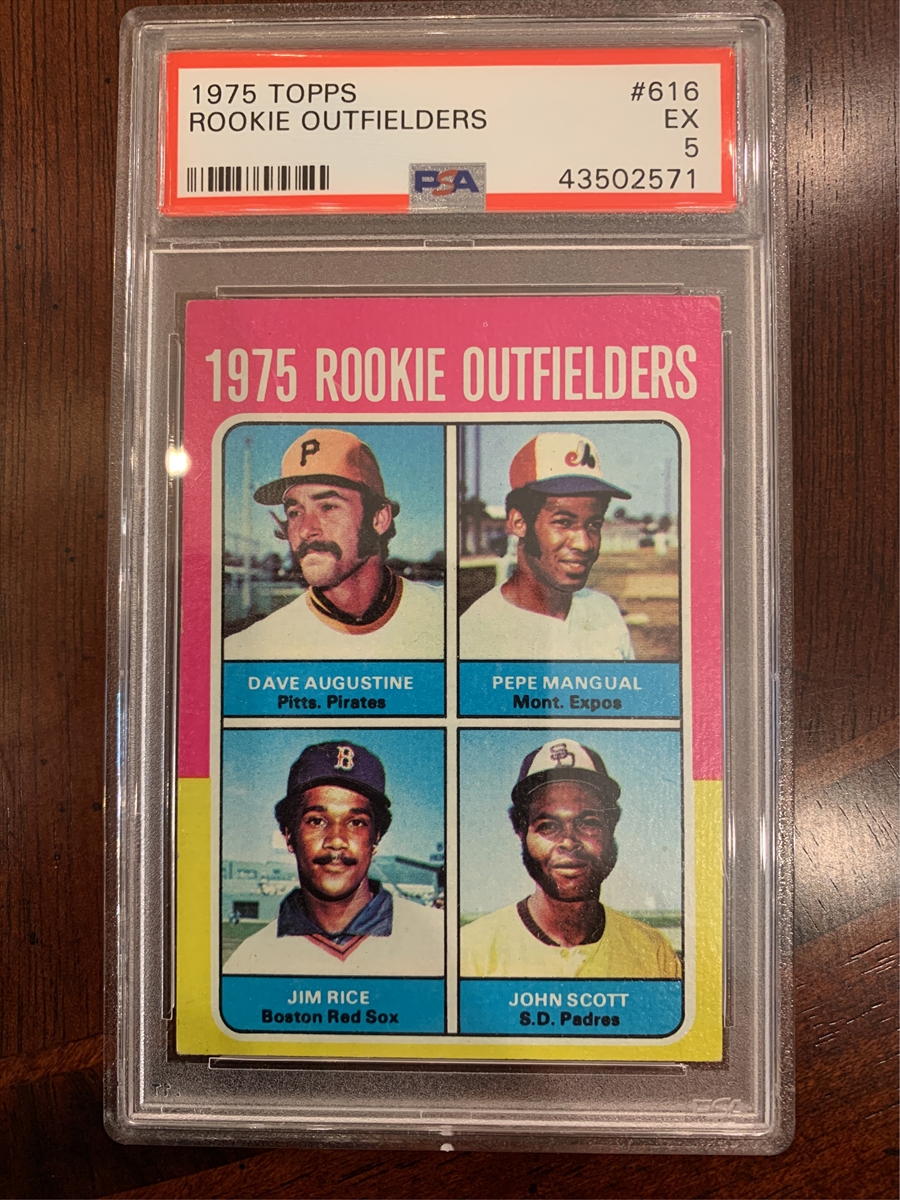 1975 TOPPS #616
ROOKIE OUTFIELDERS EX
5
PSA 43502571
1975 ROOKIE OUTFIELDERS
P
DAVE AUGUSTINE
Pitts. Pirates
PEPE MANGUAL
Mont. Expos
B
JIM RICE
Boston Red Sox
SD
JOHN SCOTT
S.D. Padres
PSA